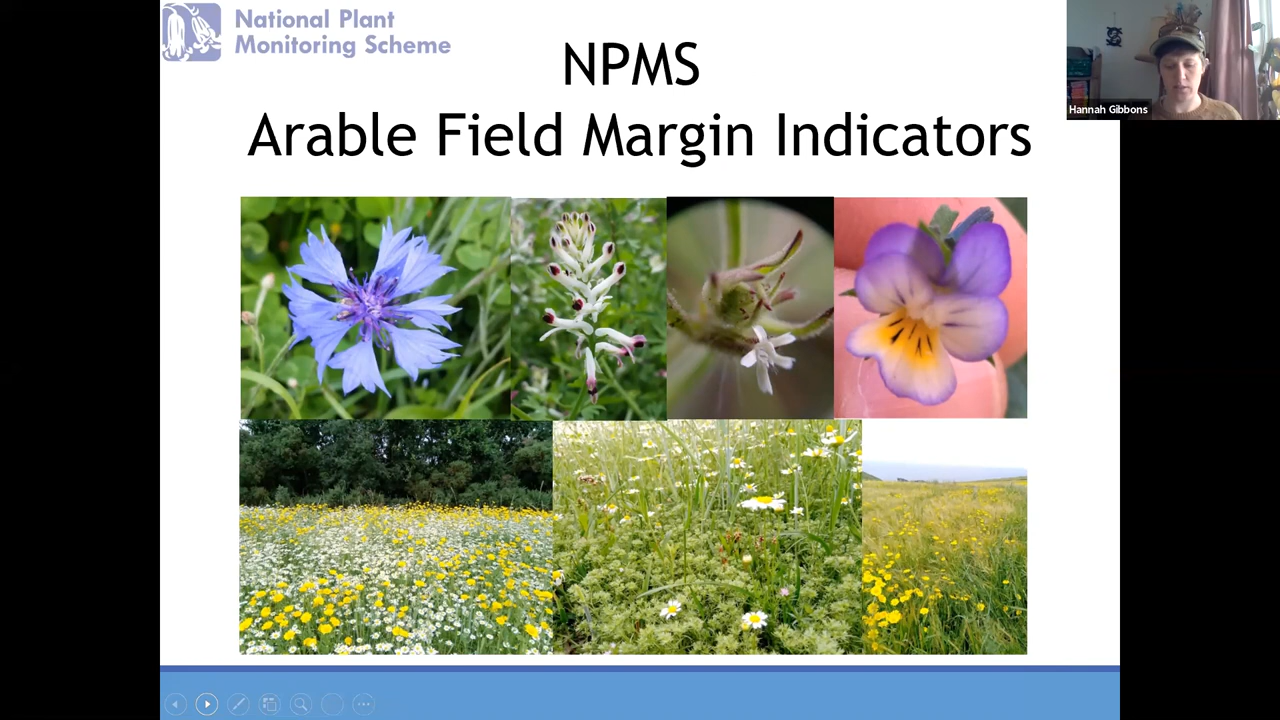 National Plant
Monitoring Scheme
NPMS
Arable Field Margin Indicators
Hannah Gibbons